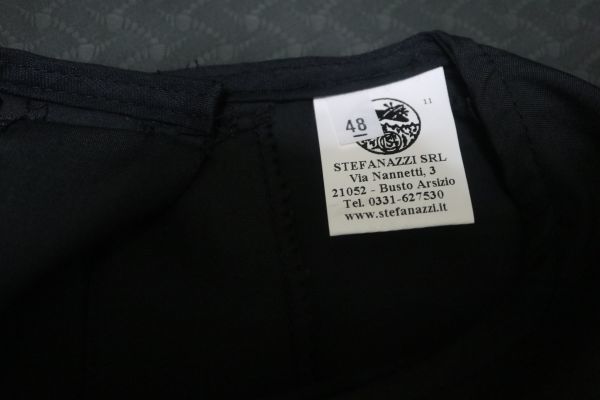 11
48
STEFANAZZI SRL
Via Nannetti, 3
21052 - Busto Arsizio
Tel. 0331-627530
www.stefanazzi.it